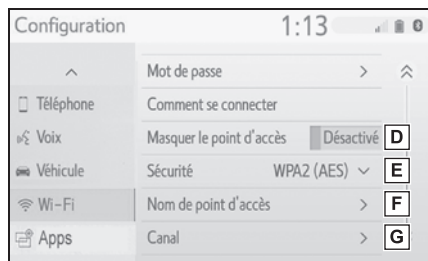 Configuration 1:13
Mot de passe
Téléphone
Comment se connecter
Voix
Masquer le point d'accès Désactivé D
Véhicule
Sécurité WPA2 (AES) E
Wi-Fi
Nom de point d'accès F
Apps
Canal G